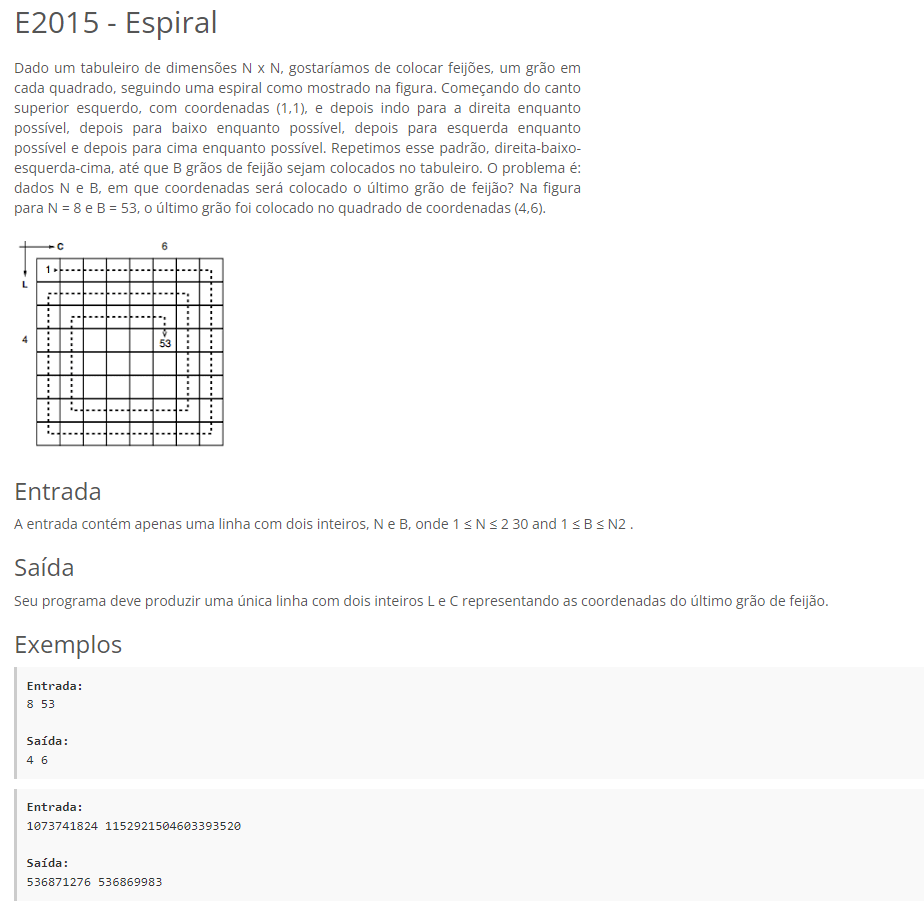 E2015 - Espiral
Dado um tabuleiro de dimensões N x N, gostaríamos de colocar feijões, um grão em
cada quadrado, seguindo uma espiral como mostrado na figura. Começando do canto
superior esquerdo, com coordenadas (1,1), e depois indo para a direita enquanto
possível, depois para baixo enquanto possível, depois para esquerda enquanto
possível e depois para cima enquanto possível. Repetimos esse padrão, direita-baixo-
esquerda-cima, até que B grãos de feijão sejam colocados no tabuleiro. O problema é:
dados N e B, em que coordenadas será colocado o último grão de feijão? Na figura
para N = 8 e B = 53, o último grão foi colocado no quadrado de coordenadas (4,6).
C 6
1
L
4
53
Entrada
A entrada contém apenas uma linha com dois inteiros, N e B, onde 1 ≤ N ≤ 2 30 and 1 ≤ B ≤ N2 .
Saída
Seu programa deve produzir uma única linha com dois inteiros L e C representando as coordenadas do último grão de feijão.
Exemplos
Entrada:
8 53
Saída:
4 6
Entrada:
1073741824 1152921504603393520
Saída:
536871276 536869983